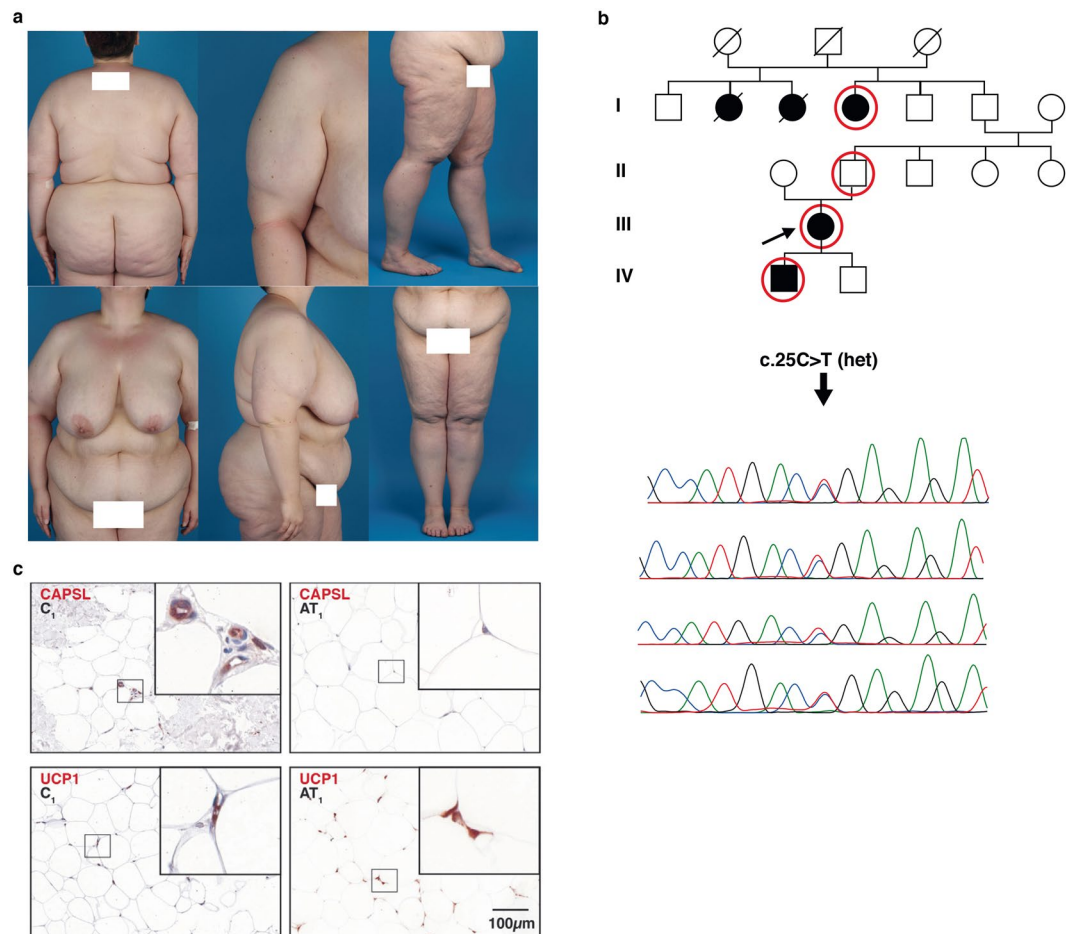 a
b
I
II
III
IV
c.25C>T (het)
c
CAPSL
C1
CAPSL
AT1
UCP1
C1
UCP1
AT1
100µm